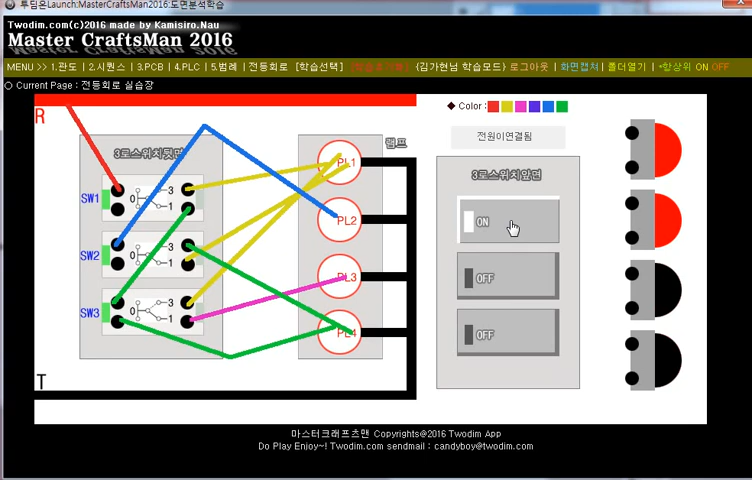 투딤온Launch:MasterCraftsMan2016:도면분석학습
Twodim.com(c)2016 made by Kamisiro.Nau
Master CraftsMan 2016
MENU >> 1.관도 | 2.시퀀스 | 3.PCB | 4.PLC | 5.범례 | 전등회로 [학습선택] {김가현님 학습모드} 로그아웃 | 화면캡쳐 | 폴더열기 | *항상위 ON OFF
Current Page : 전등회로 실습장
R
Color :
램프
전원이연결됨
3로스위치뒷면
3로스위치앞면
PL1
SW1 0 3 1
ON
PL2
SW2 0 3 1
OFF
PL3
SW3 0 3 1
OFF
PL4
T
마스터크래프츠맨 Copyrights@2016 Twodim App
Do Play Enjoy~! Twodim.com sendmail : candyboy@twodim.com